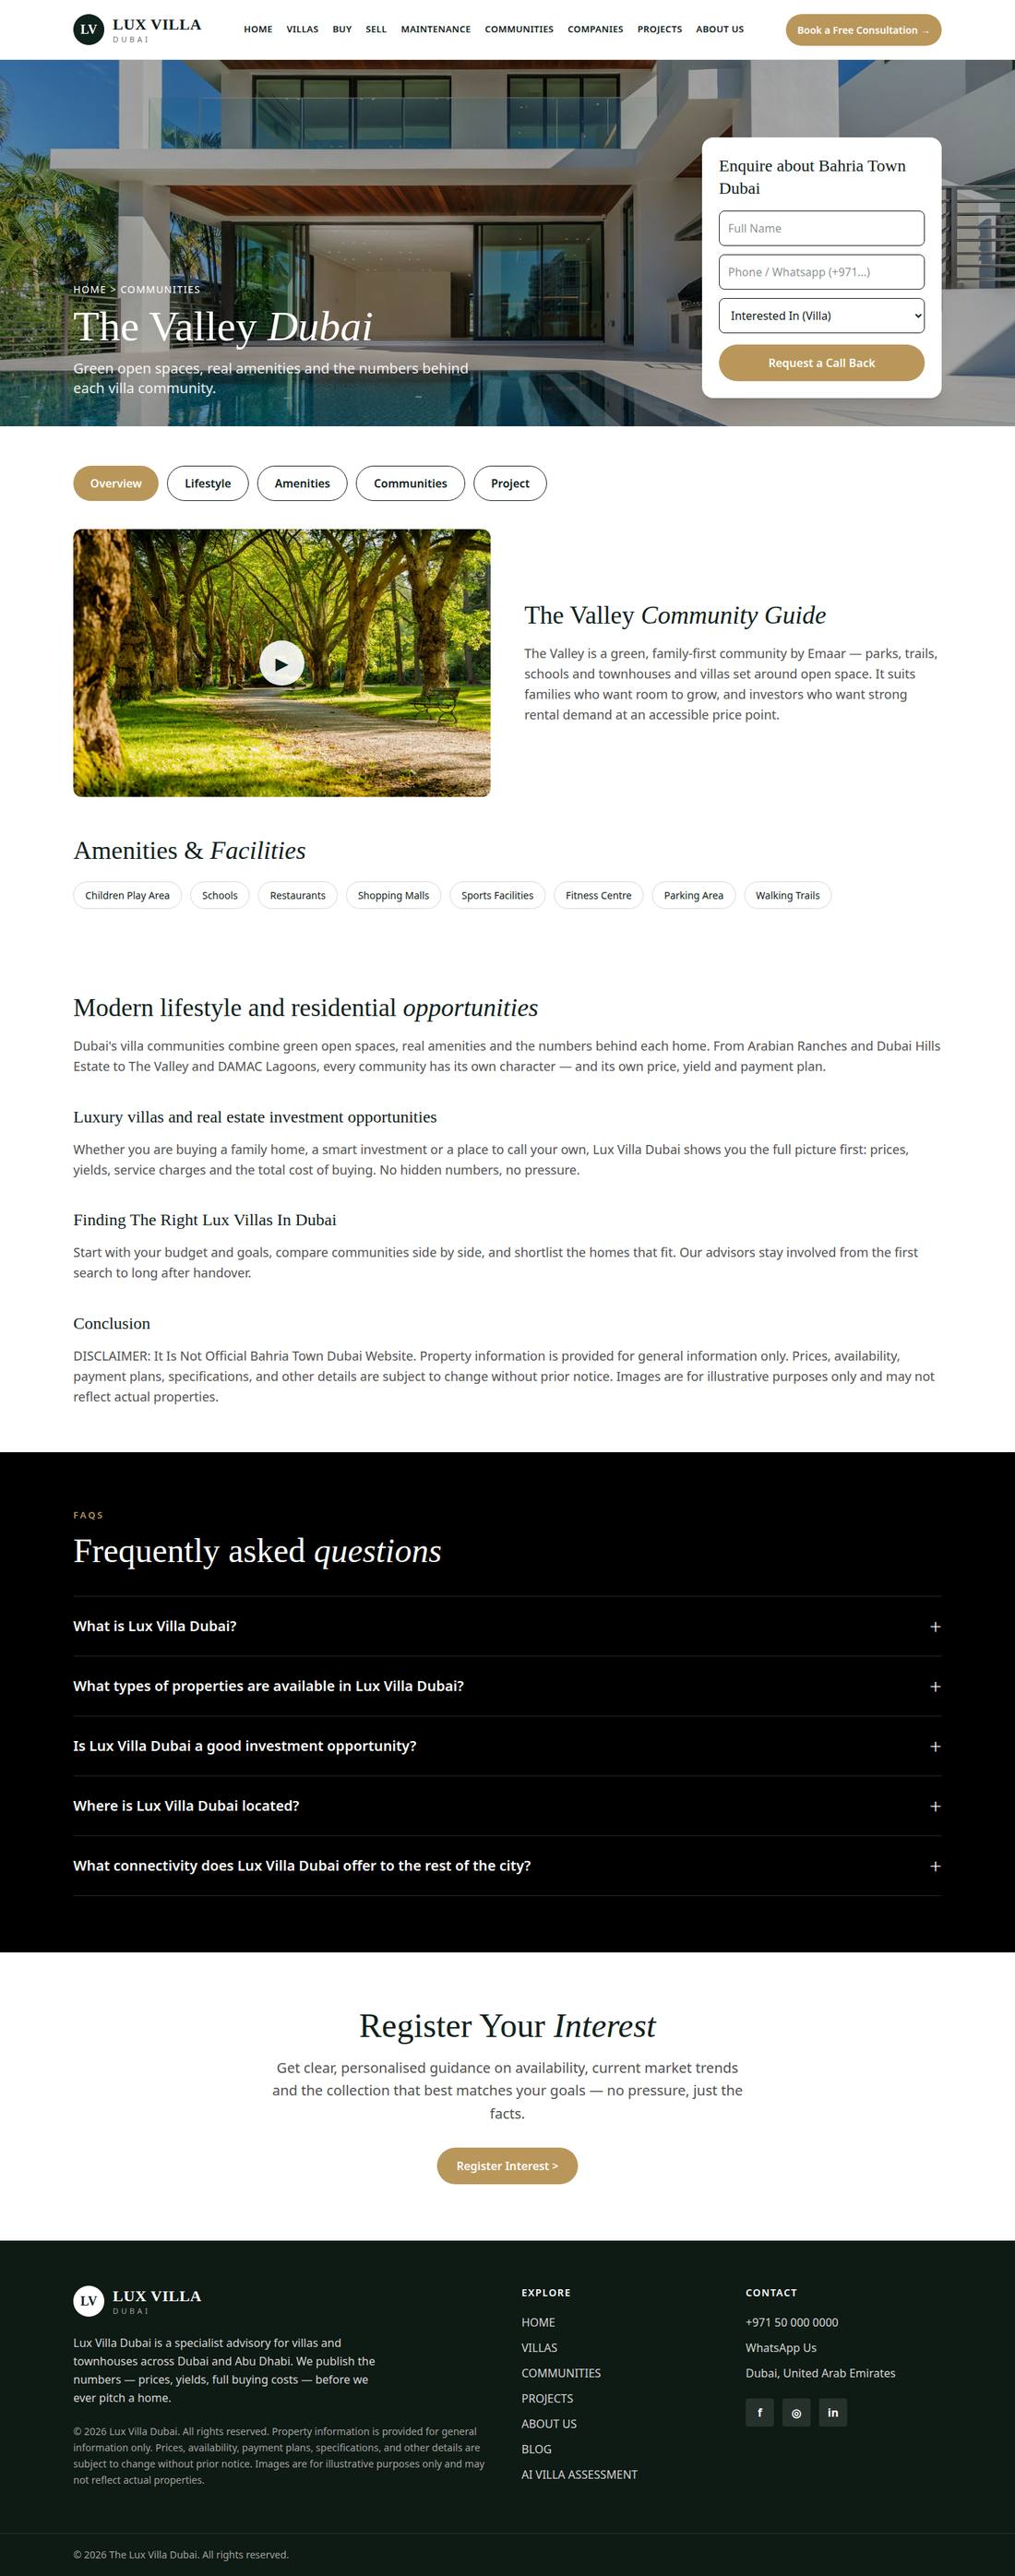 LV
LUX VILLA
DUBAI
HOME VILLAS BUY SELL MAINTENANCE COMMUNITIES COMPANIES PROJECTS ABOUT US
Book a Free Consultation →
HOME > COMMUNITIES
The Valley Dubai
Green open spaces, real amenities and the numbers behind
each villa community.
Enquire about Bahria Town
Dubai
Full Name
Phone / Whatsapp (+971...)
Interested In (Villa)
Request a Call Back
Overview Lifestyle Amenities Communities Project
The Valley Community Guide
The Valley is a green, family-first community by Emaar — parks, trails,
schools and townhouses and villas set around open space. It suits
families who want room to grow, and investors who want strong
rental demand at an accessible price point.
Amenities & Facilities
Children Play Area Schools Restaurants Shopping Malls Sports Facilities Fitness Centre Parking Area Walking Trails
Modern lifestyle and residential opportunities
Dubai's villa communities combine green open spaces, real amenities and the numbers behind each home. From Arabian Ranches and Dubai Hills
Estate to The Valley and DAMAC Lagoons, every community has its own character — and its own price, yield and payment plan.
Luxury villas and real estate investment opportunities
Whether you are buying a family home, a smart investment or a place to call your own, Lux Villa Dubai shows you the full picture first: prices,
yields, service charges and the total cost of buying. No hidden numbers, no pressure.
Finding The Right Lux Villas In Dubai
Start with your budget and goals, compare communities side by side, and shortlist the homes that fit. Our advisors stay involved from the first
search to long after handover.
Conclusion
DISCLAIMER: It Is Not Official Bahria Town Dubai Website. Property information is provided for general information only. Prices, availability,
payment plans, specifications, and other details are subject to change without prior notice. Images are for illustrative purposes only and may not
reflect actual properties.
FAQS
Frequently asked questions
What is Lux Villa Dubai? +
What types of properties are available in Lux Villa Dubai? +
Is Lux Villa Dubai a good investment opportunity? +
Where is Lux Villa Dubai located? +
What connectivity does Lux Villa Dubai offer to the rest of the city? +
Register Your Interest
Get clear, personalised guidance on availability, current market trends
and the collection that best matches your goals — no pressure, just the
facts.
Register Interest >
LV
LUX VILLA
DUBAI
Lux Villa Dubai is a specialist advisory for villas and
townhouses across Dubai and Abu Dhabi. We publish the
numbers — prices, yields, full buying costs — before we
ever pitch a home.
© 2026 Lux Villa Dubai. All rights reserved. Property information is provided for general
information only. Prices, availability, payment plans, specifications, and other details are
subject to change without prior notice. Images are for illustrative purposes only and may
not reflect actual properties.
EXPLORE
HOME
VILLAS
COMMUNITIES
PROJECTS
ABOUT US
BLOG
AI VILLA ASSESSMENT
CONTACT
+971 50 000 0000
WhatsApp Us
Dubai, United Arab Emirates
f ◎ in
© 2026 The Lux Villa Dubai. All rights reserved.